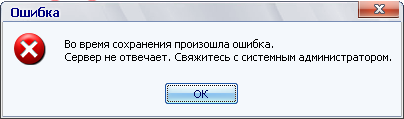 Ошибка
Во время сохранения произошла ошибка.
Сервер не отвечает. Свяжитесь с системным администратором.
OK